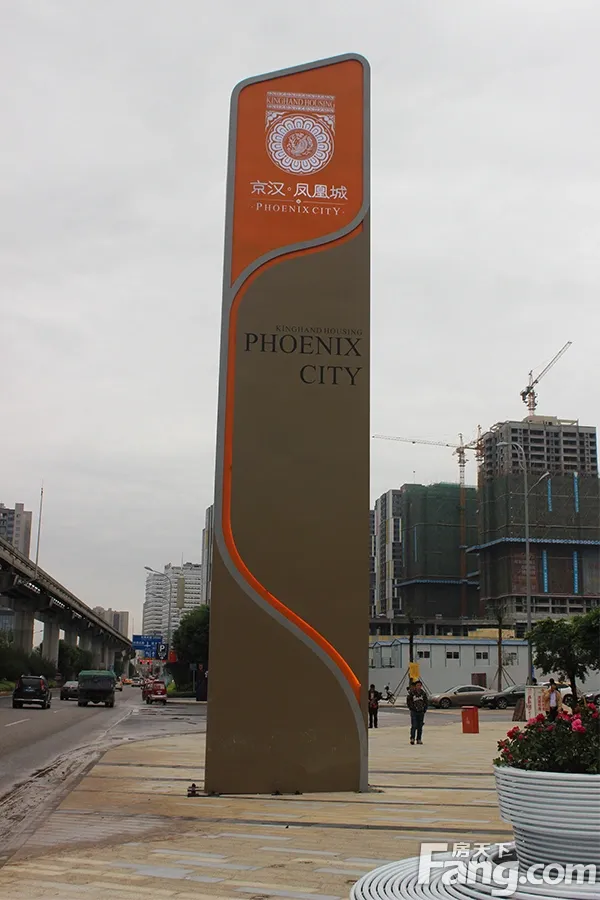 KINGHAND HOUSING
京汉·凤凰城
·PHOENIX CITY·
KINGHAND HOUSING
PHOENIX
CITY
P
房天下
Fang.com